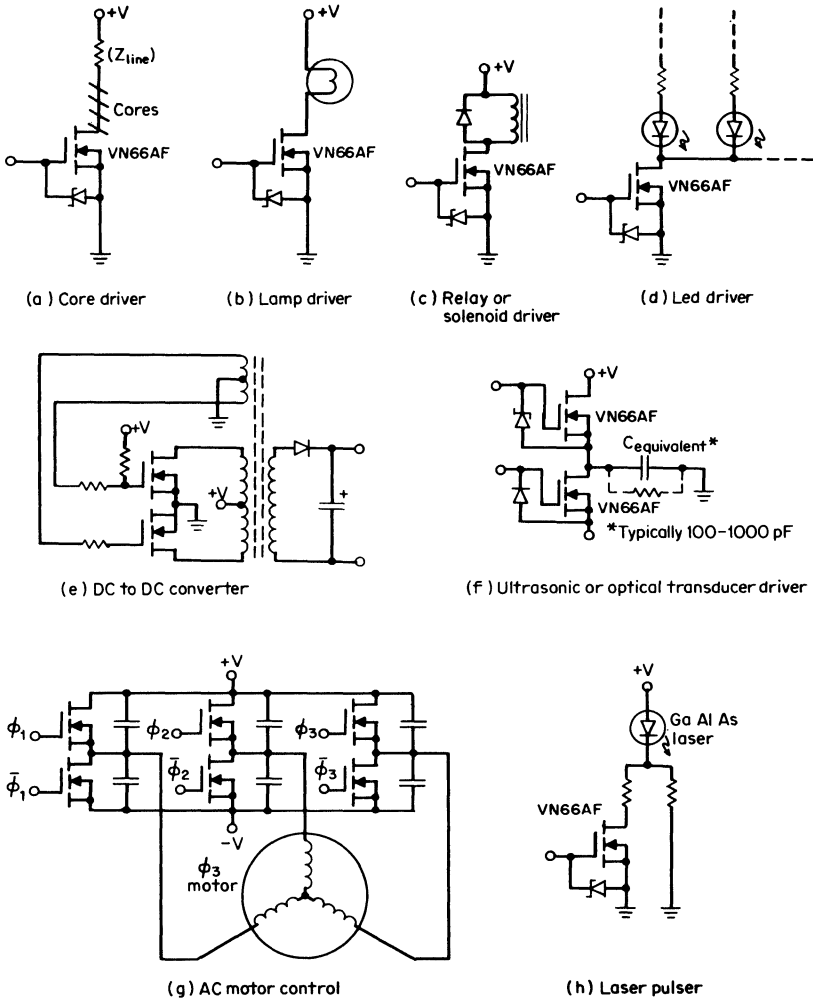 +V
(Zline)
Cores
VN66AF
(a) Core driver
+V
VN66AF
(b) Lamp driver
+V
VN66AF
(c) Relay or
solenoid driver
VN66AF
(d) Led driver
+V
+V
+
(e) DC to DC converter
+V
VN66AF
Cequivalent*
VN66AF
*Typically 100-1000 pF
(f) Ultrasonic or optical transducer driver
+V
ϕ1
ϕ2
ϕ3
ϕ̄1
ϕ̄2
ϕ̄3
-V
ϕ3
motor
(g) AC motor control
+V
Ga Al As
laser
VN66AF
(h) Laser pulser